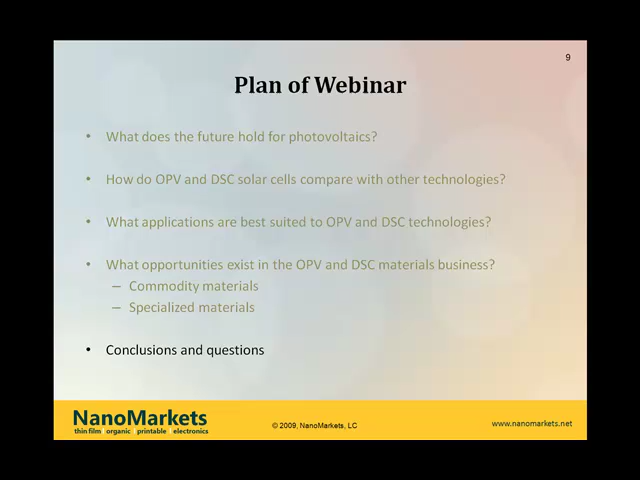 9
Plan of Webinar
• What does the future hold for photovoltaics?
• How do OPV and DSC solar cells compare with other technologies?
• What applications are best suited to OPV and DSC technologies?
• What opportunities exist in the OPV and DSC materials business?
– Commodity materials
– Specialized materials
• Conclusions and questions
NanoMarkets
thin film | organic | printable | electronics
© 2009, NanoMarkets, LC
www.nanomarkets.net